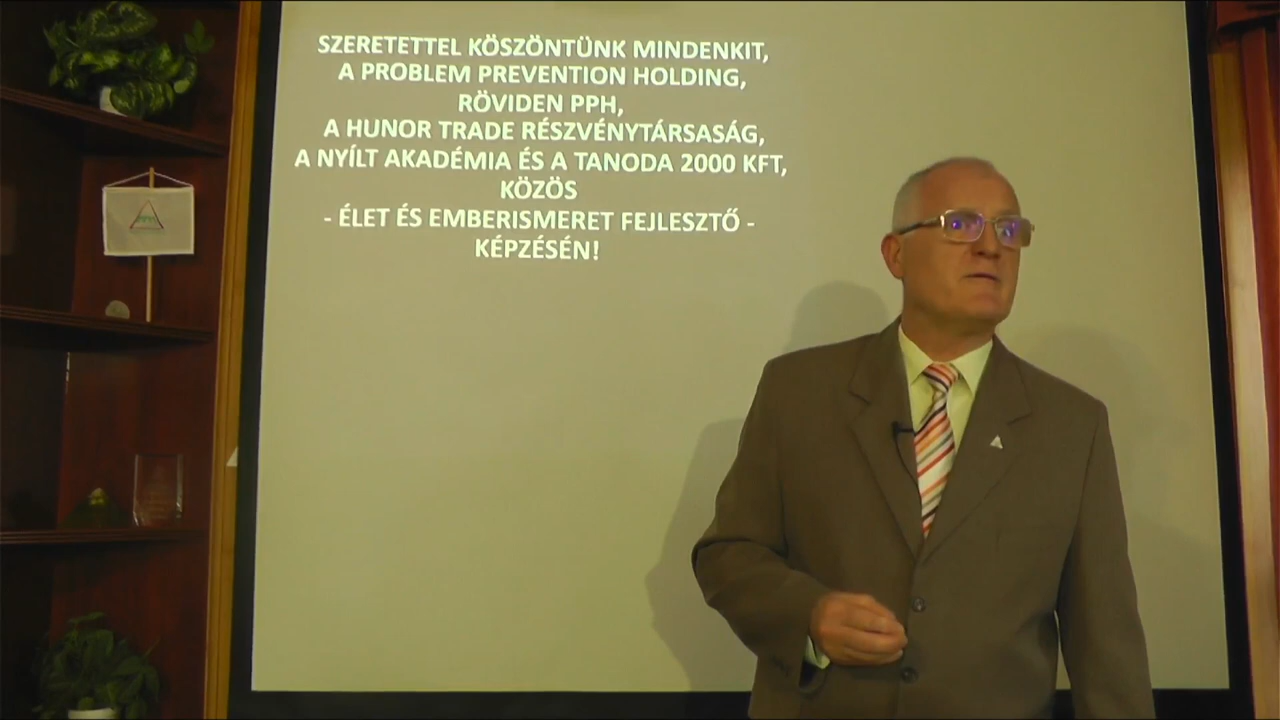 SZERETETTEL KÖSZÖNTÜNK MINDENKIT,
A PROBLEM PREVENTION HOLDING,
RÖVIDEN PPH,
A HUNOR TRADE RÉSZVÉNYTÁRSASÁG,
A NYÍLT AKADÉMIA ÉS A TANODA 2000 KFT,
KÖZÖS
- ÉLET ÉS EMBERISMERET FEJLESZTŐ -
KÉPZÉSÉN!